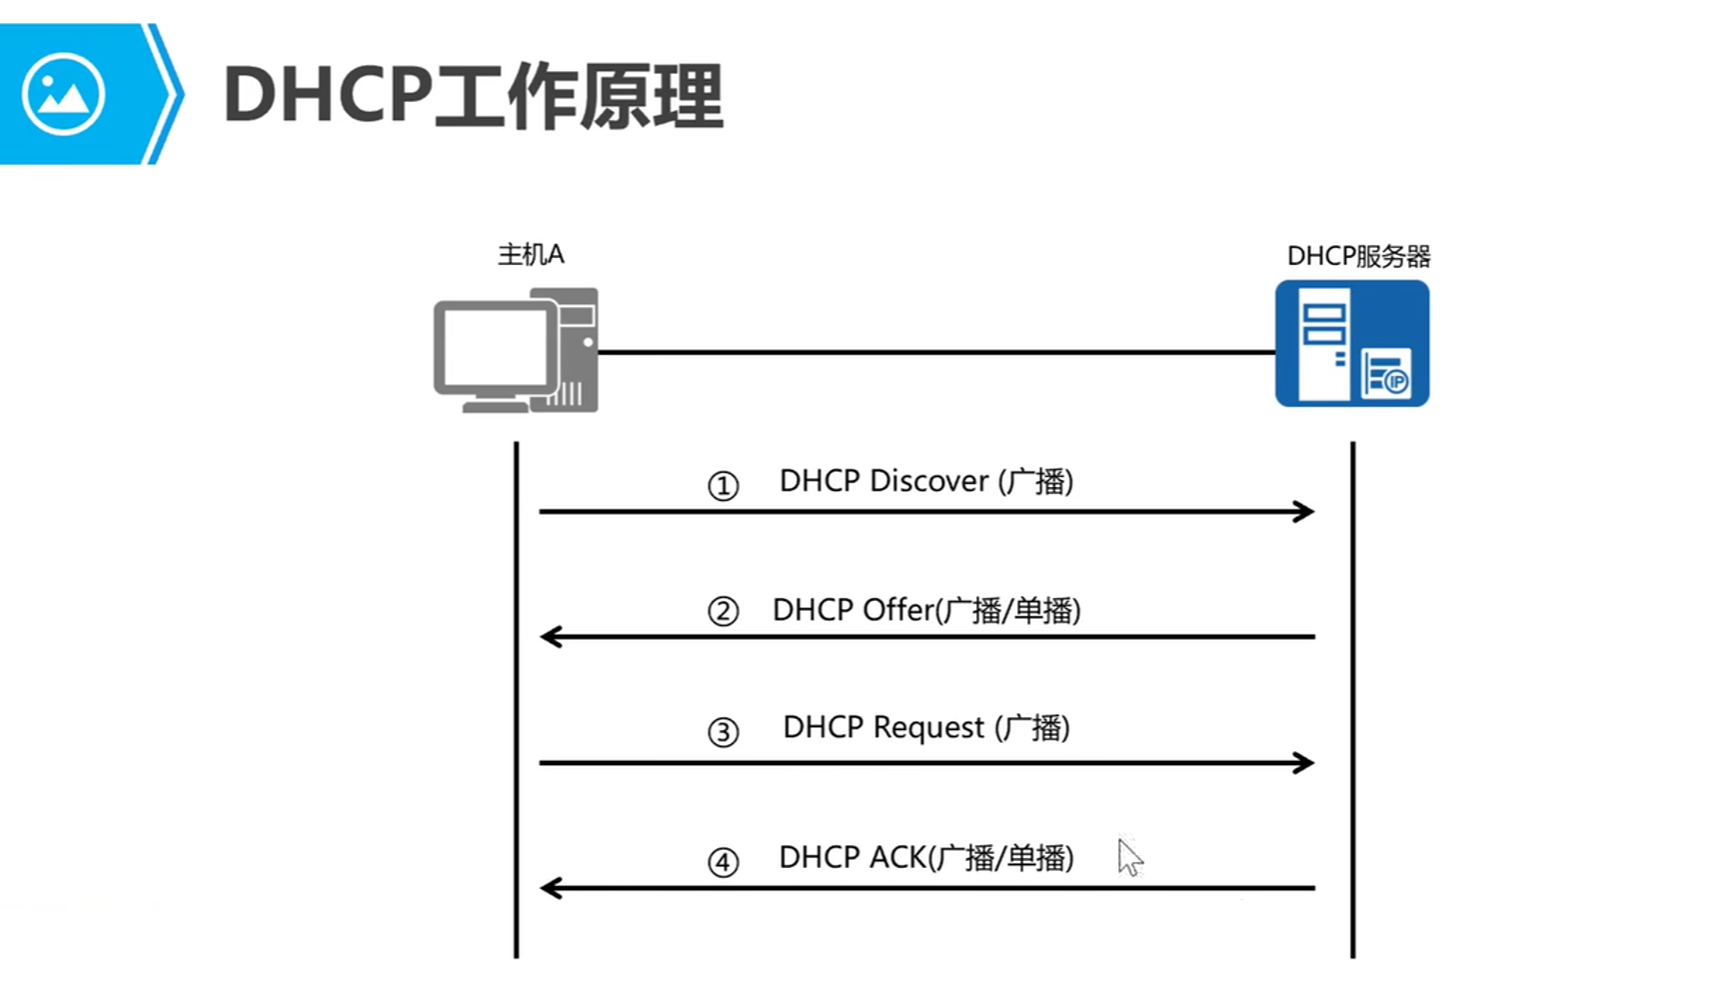 DHCP工作原理
主机A
DHCP服务器
IP
① DHCP Discover (广播)
② DHCP Offer(广播/单播)
③ DHCP Request (广播)
④ DHCP ACK(广播/单播)